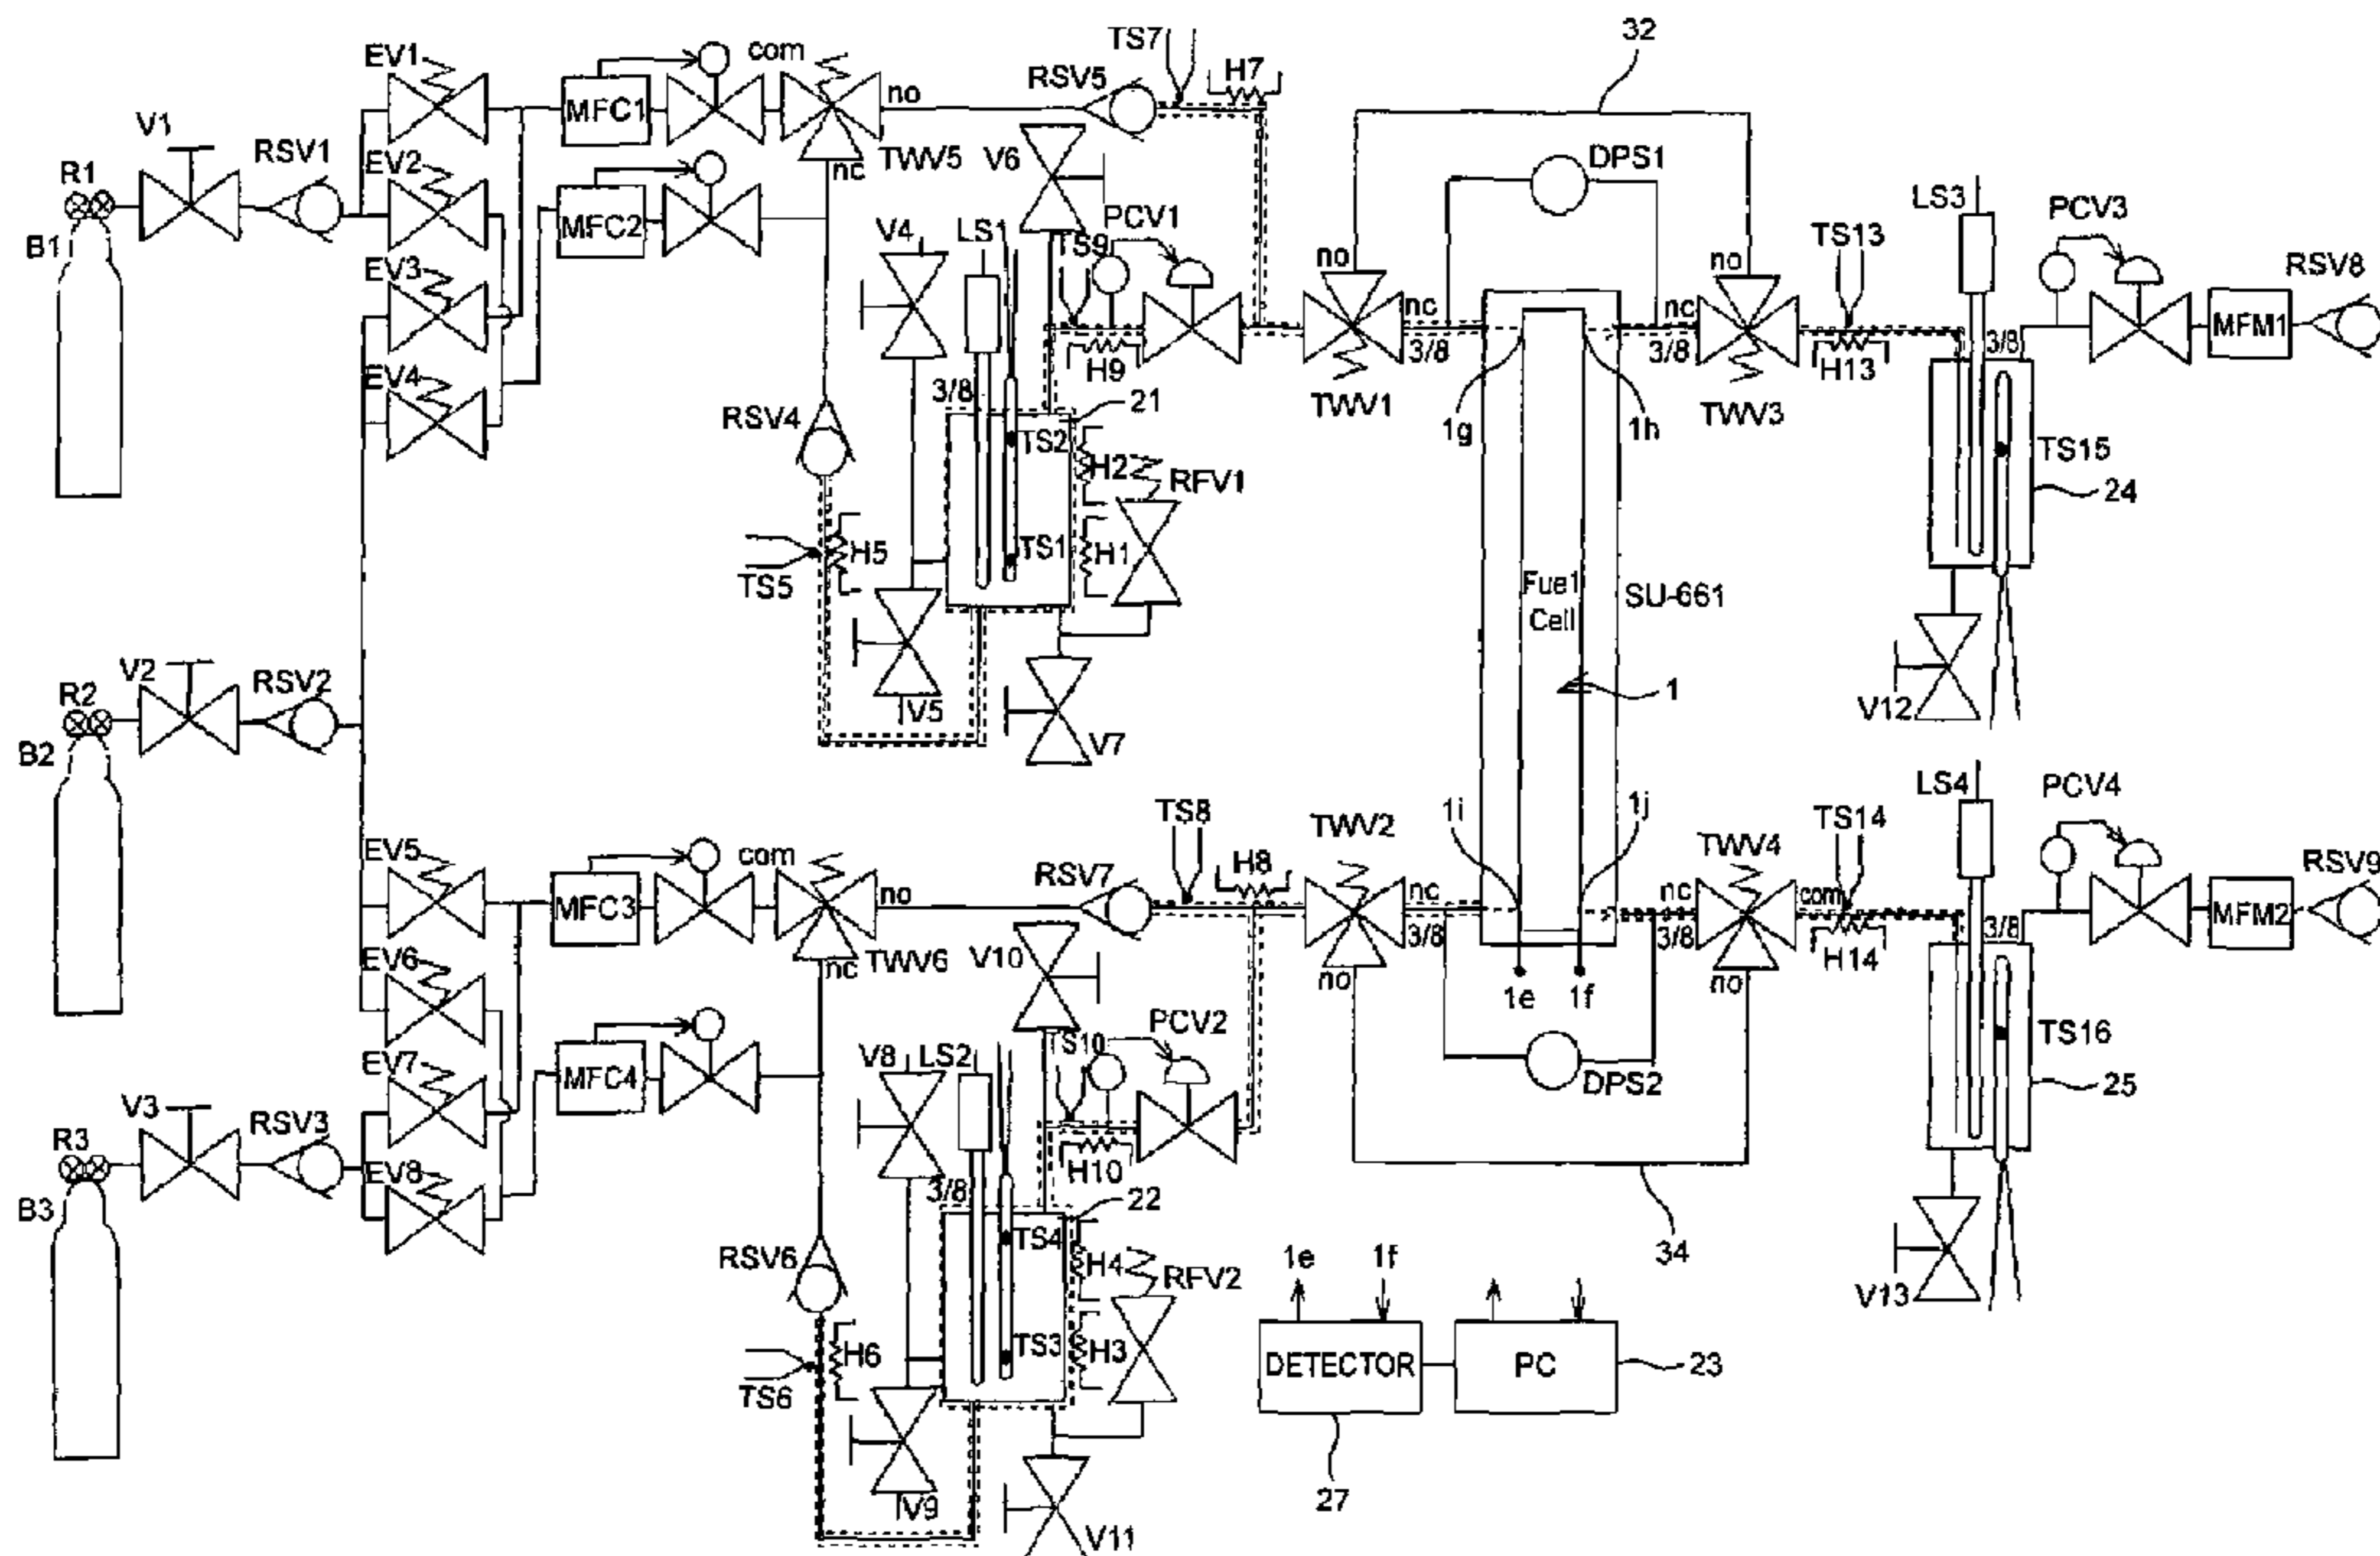 32
EV1
com
TS7
H7
RSV5
MFC1
no
V1
RSV1
EV2
TWV5
V6
DPS1
nc
R1
MFC2
LS3
PCV3
B1
V4
LS1
TS9
PCV1
TS13
EV3
no
no
RSV8
nc
nc
MFM1
3/8
3/8
3/8
H9
H13
EV4
TWV1
TWV3
RSV4
3/8
21
1g
1h
TS2
H2
TS15
RFV1
24
H5
TS1
H1
TS5
Fuel
Cell
SU-661
V2
RSV2
R2
1
V5
V12
B2
V7
LS4
PCV4
TS8
1i
1j
TS14
TWV2
EV5
com
H8
TWV4
RSV7
RSV9
no
nc
nc
com
MFC3
MFM2
3/8
3/8
3/8
EV6
V10
nc
TWV6
no
no
H14
1e
1f
PCV2
TS10
TS16
V8
LS2
EV7
MFC4
DPS2
25
V3
RSV3
R3
EV8
H10
3/8
22
B3
TS4
34
RSV6
H4
1e
1f
RFV2
V13
H6
TS3
H3
DETECTOR
PC
23
TS6
V9
27
V11